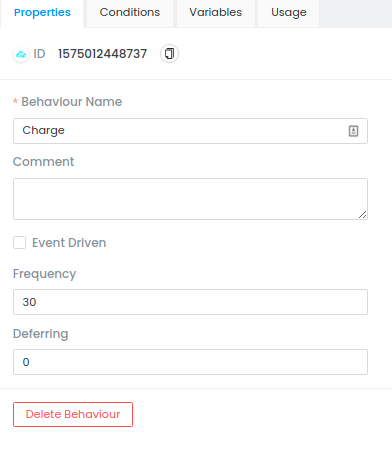 Properties Conditions Variables Usage
ID 1575012448737
* Behaviour Name
Charge
Comment
Event Driven
Frequency
30
Deferring
0
Delete Behaviour